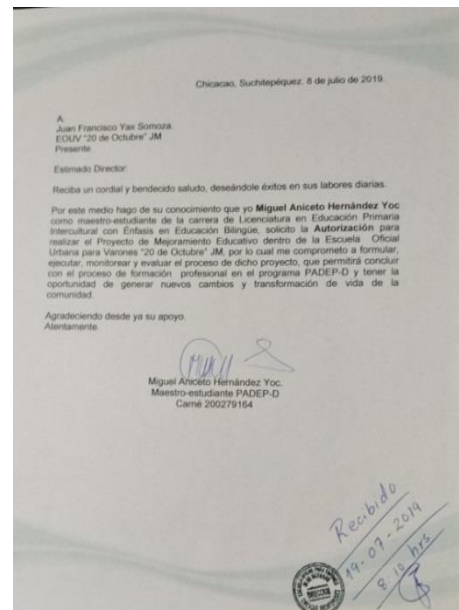 Chicacao, Suchitepéquez, 8 de julio de 2019.
A:
Juan Francisco Yax Somoza.
EOUV "20 de Octubre" JM
Presente
Estimado Director:
Reciba un cordial y bendecido saludo, deseándole éxitos en sus labores diarias.
Por este medio hago de su conocimiento que yo Miguel Aniceto Hernández Yoc
como maestro-estudiante de la carrera de Licenciatura en Educación Primaria
Intercultural con Énfasis en Educación Bilingüe, solicito la Autorización para
realizar el Proyecto de Mejoramiento Educativo dentro de la Escuela Oficial
Urbana para Varones "20 de Octubre" JM, por lo cual me comprometo a formular,
ejecutar, monitorear y evaluar el proceso de dicho proyecto, que permitirá concluir
con el proceso de formación profesional en el programa PADEP-D y tener la
oportunidad de generar nuevos cambios y transformación de vida de la
comunidad.
Agradeciendo desde ya su apoyo.
Atentamente.
Miguel Aniceto Hernández Yoc.
Maestro-estudiante PADEP-D
Carné 200279164
Recibido
19-07-2019
8:10 hrs